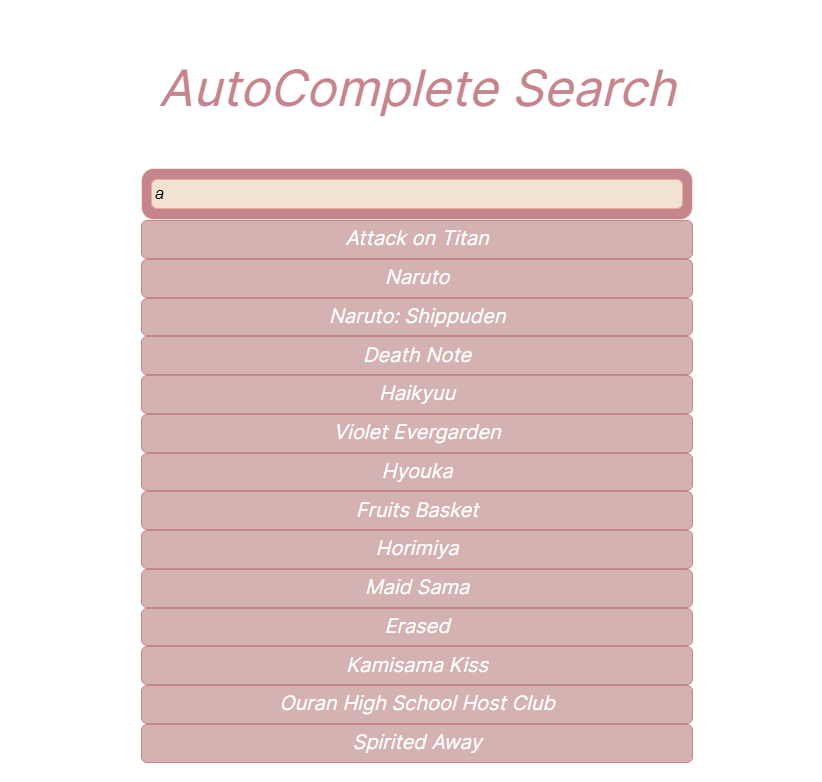 AutoComplete Search
a
Attack on Titan
Naruto
Naruto: Shippuden
Death Note
Haikyuu
Violet Evergarden
Hyouka
Fruits Basket
Horimiya
Maid Sama
Erased
Kamisama Kiss
Ouran High School Host Club
Spirited Away